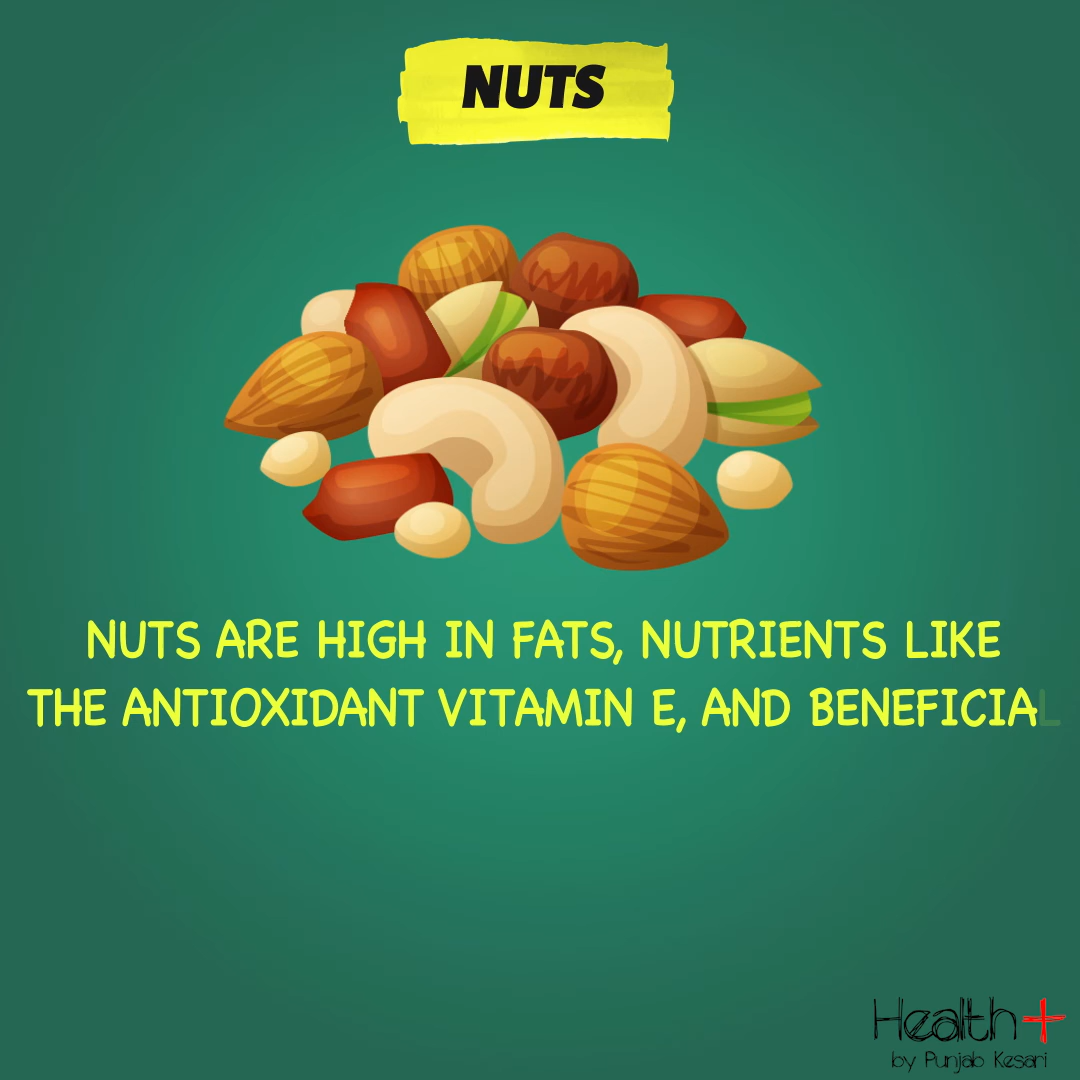 NUTS
NUTS ARE HIGH IN FATS, NUTRIENTS LIKE
THE ANTIOXIDANT VITAMIN E, AND BENEFICIAL
Health+
by Punjab Kesari